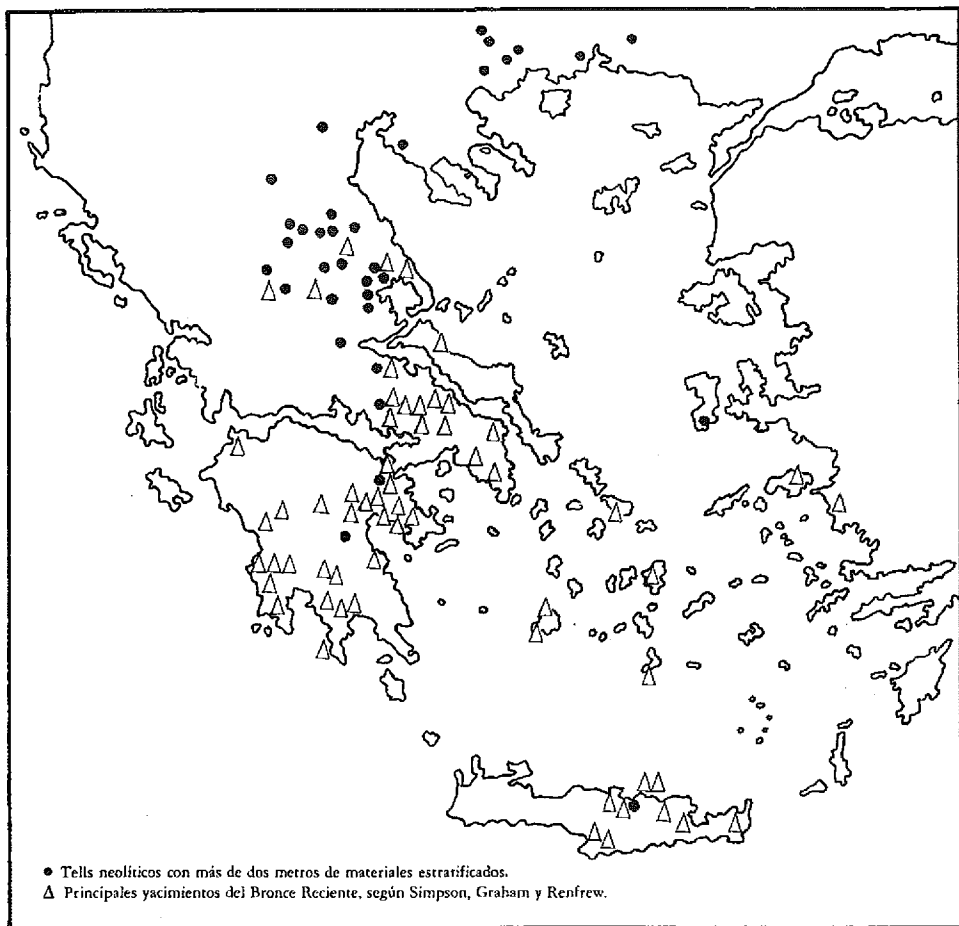 ● Tells neolíticos con más de dos metros de materiales estratificados.
△ Principales yacimientos del Bronce Reciente, según Simpson, Graham y Renfrew.